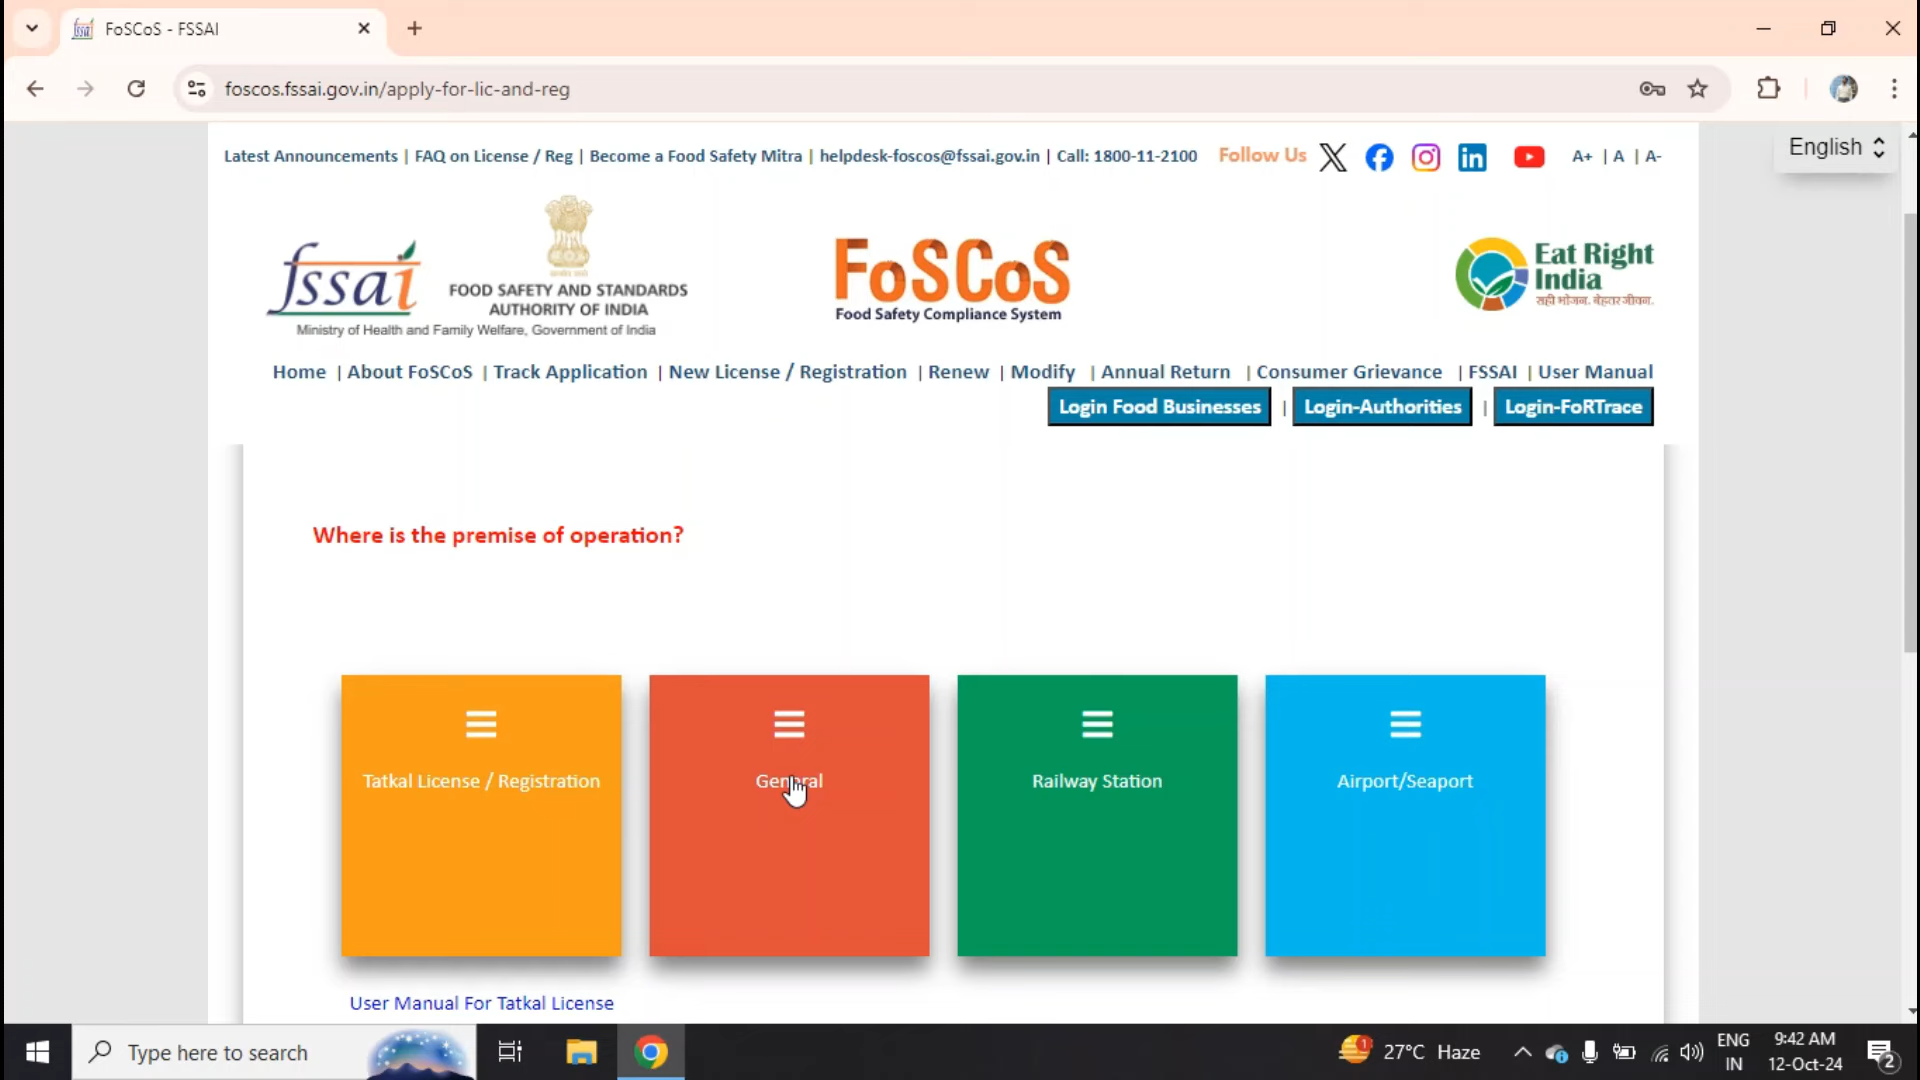 FoSCoS - FSSAI
foscos.fssai.gov.in/apply-for-lic-and-reg
Latest Announcements | FAQ on License / Reg | Become a Food Safety Mitra | helpdesk-foscos@fssai.gov.in | Call: 1800-11-2100 Follow Us A+ | A | A-
English
fssai
FOOD SAFETY AND STANDARDS
AUTHORITY OF INDIA
Ministry of Health and Family Welfare, Government of India
FoSCoS
Food Safety Compliance System
Eat Right
India
सही भोजन. बेहतर जीवन.
Home | About FoSCoS | Track Application | New License / Registration | Renew | Modify | Annual Return | Consumer Grievance | FSSAI | User Manual
Login Food Businesses | Login-Authorities | Login-FoRTrace
Where is the premise of operation?
Tatkal License / Registration
General
Railway Station
Airport/Seaport
User Manual For Tatkal License
Type here to search
1
27°C Haze
ENG
IN
9:42 AM
12-Oct-24
2